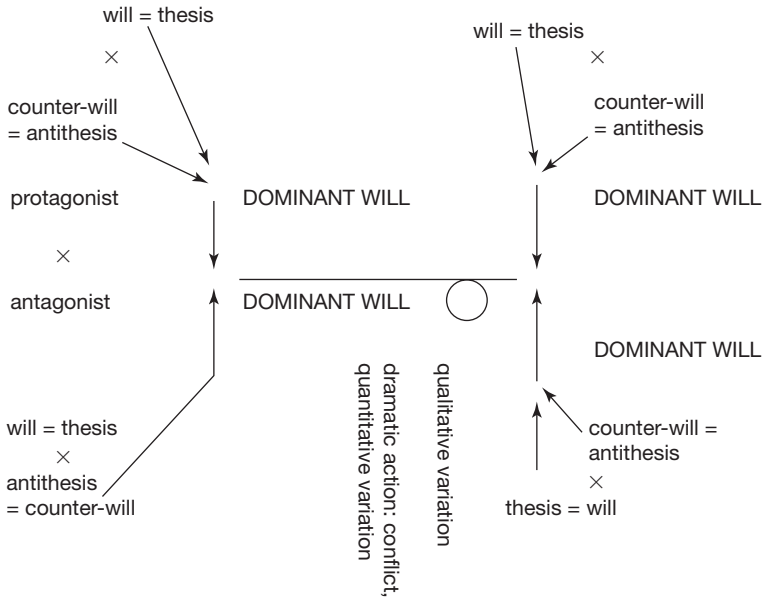 will = thesis
×
counter-will
= antithesis
protagonist
DOMINANT WILL
×
antagonist
DOMINANT WILL
will = thesis
×
antithesis
= counter-will
dramatic action: conflict,
quantitative variation
qualitative variation
will = thesis
×
counter-will
= antithesis
DOMINANT WILL
DOMINANT WILL
counter-will =
antithesis
×
thesis = will